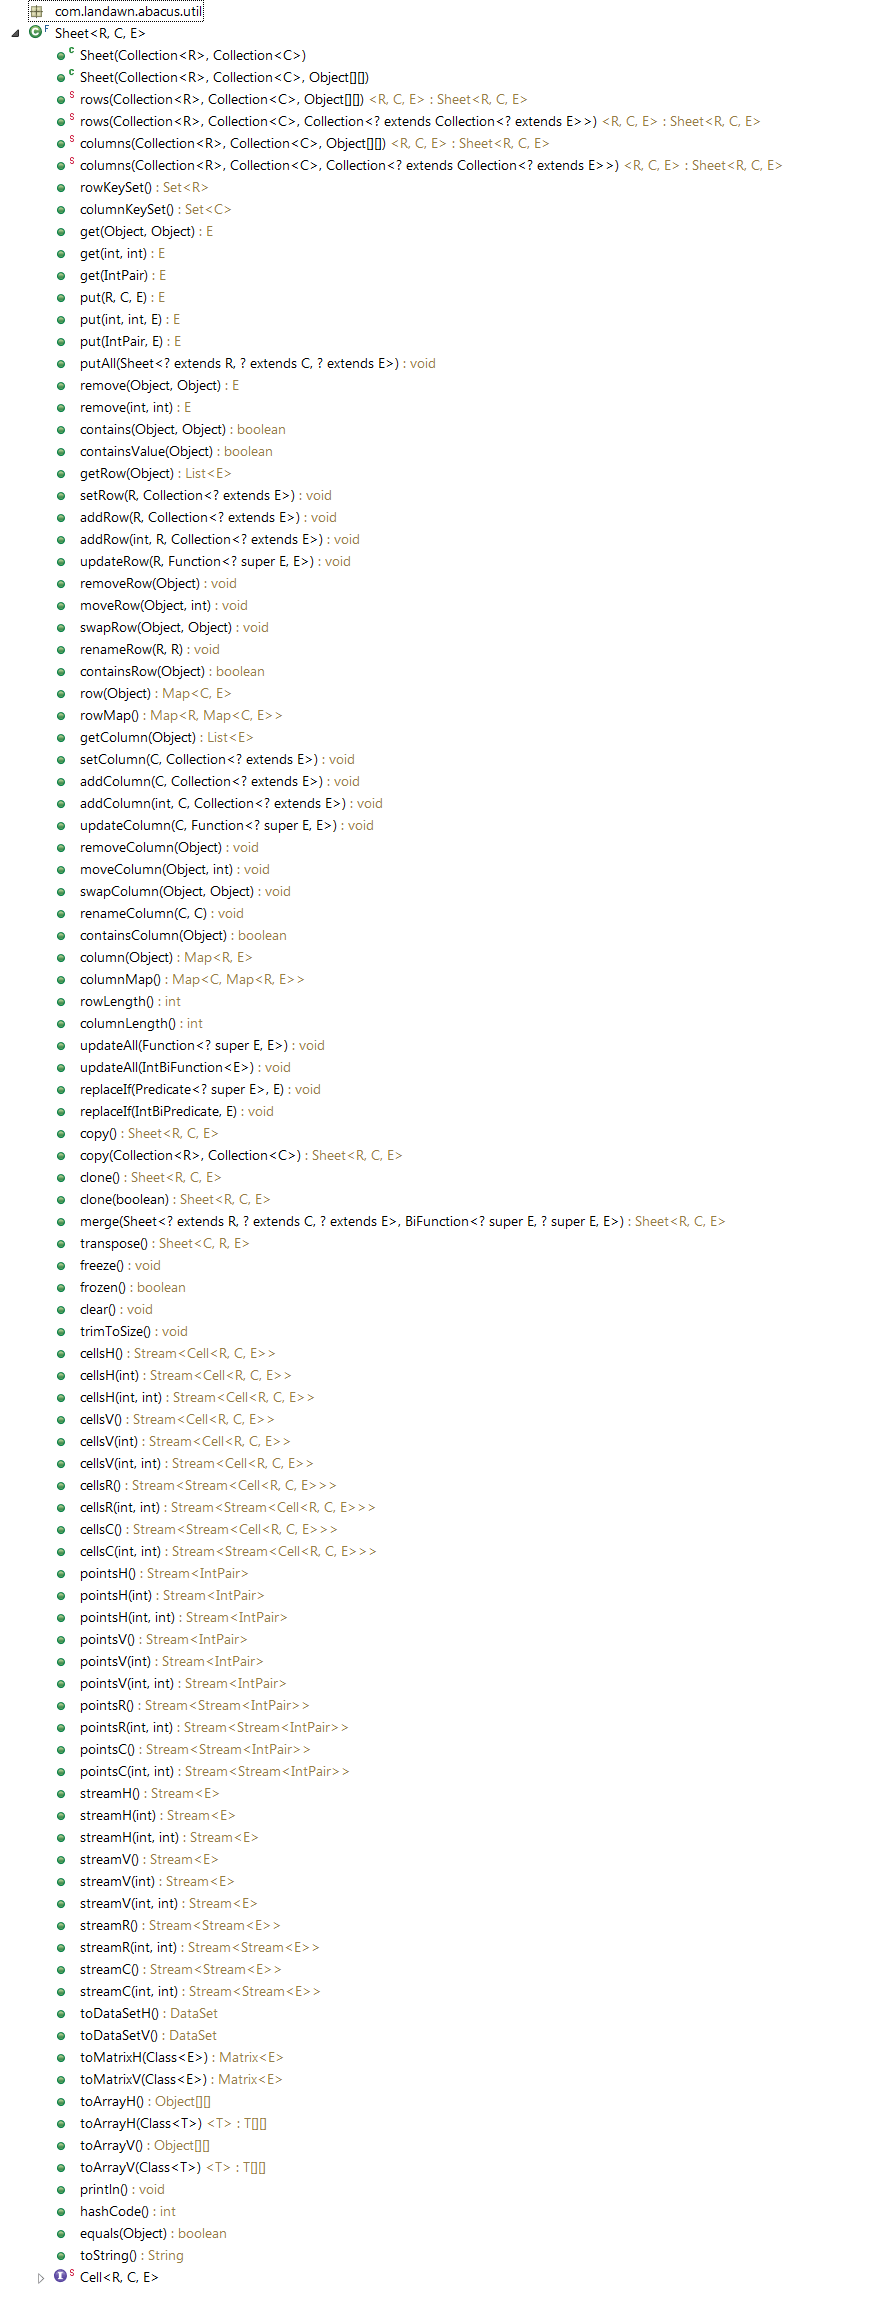 com.landawn.abacus.util
Sheet<R, C, E>
Sheet(Collection<R>, Collection<C>)
Sheet(Collection<R>, Collection<C>, Object[][])
rows(Collection<R>, Collection<C>, Object[][]) <R, C, E> : Sheet<R, C, E>
rows(Collection<R>, Collection<C>, Collection<? extends Collection<? extends E>>) <R, C, E> : Sheet<R, C, E>
columns(Collection<R>, Collection<C>, Object[][]) <R, C, E> : Sheet<R, C, E>
columns(Collection<R>, Collection<C>, Collection<? extends Collection<? extends E>>) <R, C, E> : Sheet<R, C, E>
rowKeySet() : Set<R>
columnKeySet() : Set<C>
get(Object, Object) : E
get(int, int) : E
get(IntPair) : E
put(R, C, E) : E
put(int, int, E) : E
put(IntPair, E) : E
putAll(Sheet<? extends R, ? extends C, ? extends E>) : void
remove(Object, Object) : E
remove(int, int) : E
contains(Object, Object) : boolean
containsValue(Object) : boolean
getRow(Object) : List<E>
setRow(R, Collection<? extends E>) : void
addRow(R, Collection<? extends E>) : void
addRow(int, R, Collection<? extends E>) : void
updateRow(R, Function<? super E, E>) : void
removeRow(Object) : void
moveRow(Object, int) : void
swapRow(Object, Object) : void
renameRow(R, R) : void
containsRow(Object) : boolean
row(Object) : Map<C, E>
rowMap() : Map<R, Map<C, E>>
getColumn(Object) : List<E>
setColumn(C, Collection<? extends E>) : void
addColumn(C, Collection<? extends E>) : void
addColumn(int, C, Collection<? extends E>) : void
updateColumn(C, Function<? super E, E>) : void
removeColumn(Object) : void
moveColumn(Object, int) : void
swapColumn(Object, Object) : void
renameColumn(C, C) : void
containsColumn(Object) : boolean
column(Object) : Map<R, E>
columnMap() : Map<C, Map<R, E>>
rowLength() : int
columnLength() : int
updateAll(Function<? super E, E>) : void
updateAll(IntBiFunction<E>) : void
replaceIf(Predicate<? super E>, E) : void
replaceIf(IntBiPredicate, E) : void
copy() : Sheet<R, C, E>
copy(Collection<R>, Collection<C>) : Sheet<R, C, E>
clone() : Sheet<R, C, E>
clone(boolean) : Sheet<R, C, E>
merge(Sheet<? extends R, ? extends C, ? extends E>, BiFunction<? super E, ? super E, E>) : Sheet<R, C, E>
transpose() : Sheet<C, R, E>
freeze() : void
frozen() : boolean
clear() : void
trimToSize() : void
cellsH() : Stream<Cell<R, C, E>>
cellsH(int) : Stream<Cell<R, C, E>>
cellsH(int, int) : Stream<Cell<R, C, E>>
cellsV() : Stream<Cell<R, C, E>>
cellsV(int) : Stream<Cell<R, C, E>>
cellsV(int, int) : Stream<Cell<R, C, E>>
cellsR() : Stream<Stream<Cell<R, C, E>>>
cellsR(int, int) : Stream<Stream<Cell<R, C, E>>>
cellsC() : Stream<Stream<Cell<R, C, E>>>
cellsC(int, int) : Stream<Stream<Cell<R, C, E>>>
pointsH() : Stream<IntPair>
pointsH(int) : Stream<IntPair>
pointsH(int, int) : Stream<IntPair>
pointsV() : Stream<IntPair>
pointsV(int) : Stream<IntPair>
pointsV(int, int) : Stream<IntPair>
pointsR() : Stream<Stream<IntPair>>
pointsR(int, int) : Stream<Stream<IntPair>>
pointsC() : Stream<Stream<IntPair>>
pointsC(int, int) : Stream<Stream<IntPair>>
streamH() : Stream<E>
streamH(int) : Stream<E>
streamH(int, int) : Stream<E>
streamV() : Stream<E>
streamV(int) : Stream<E>
streamV(int, int) : Stream<E>
streamR() : Stream<Stream<E>>
streamR(int, int) : Stream<Stream<E>>
streamC() : Stream<Stream<E>>
streamC(int, int) : Stream<Stream<E>>
toDataSetH() : DataSet
toDataSetV() : DataSet
toMatrixH(Class<E>) : Matrix<E>
toMatrixV(Class<E>) : Matrix<E>
toArrayH() : Object[][]
toArrayH(Class<T>) <T> : T[][]
toArrayV() : Object[][]
toArrayV(Class<T>) <T> : T[][]
println() : void
hashCode() : int
equals(Object) : boolean
toString() : String
Cell<R, C, E>